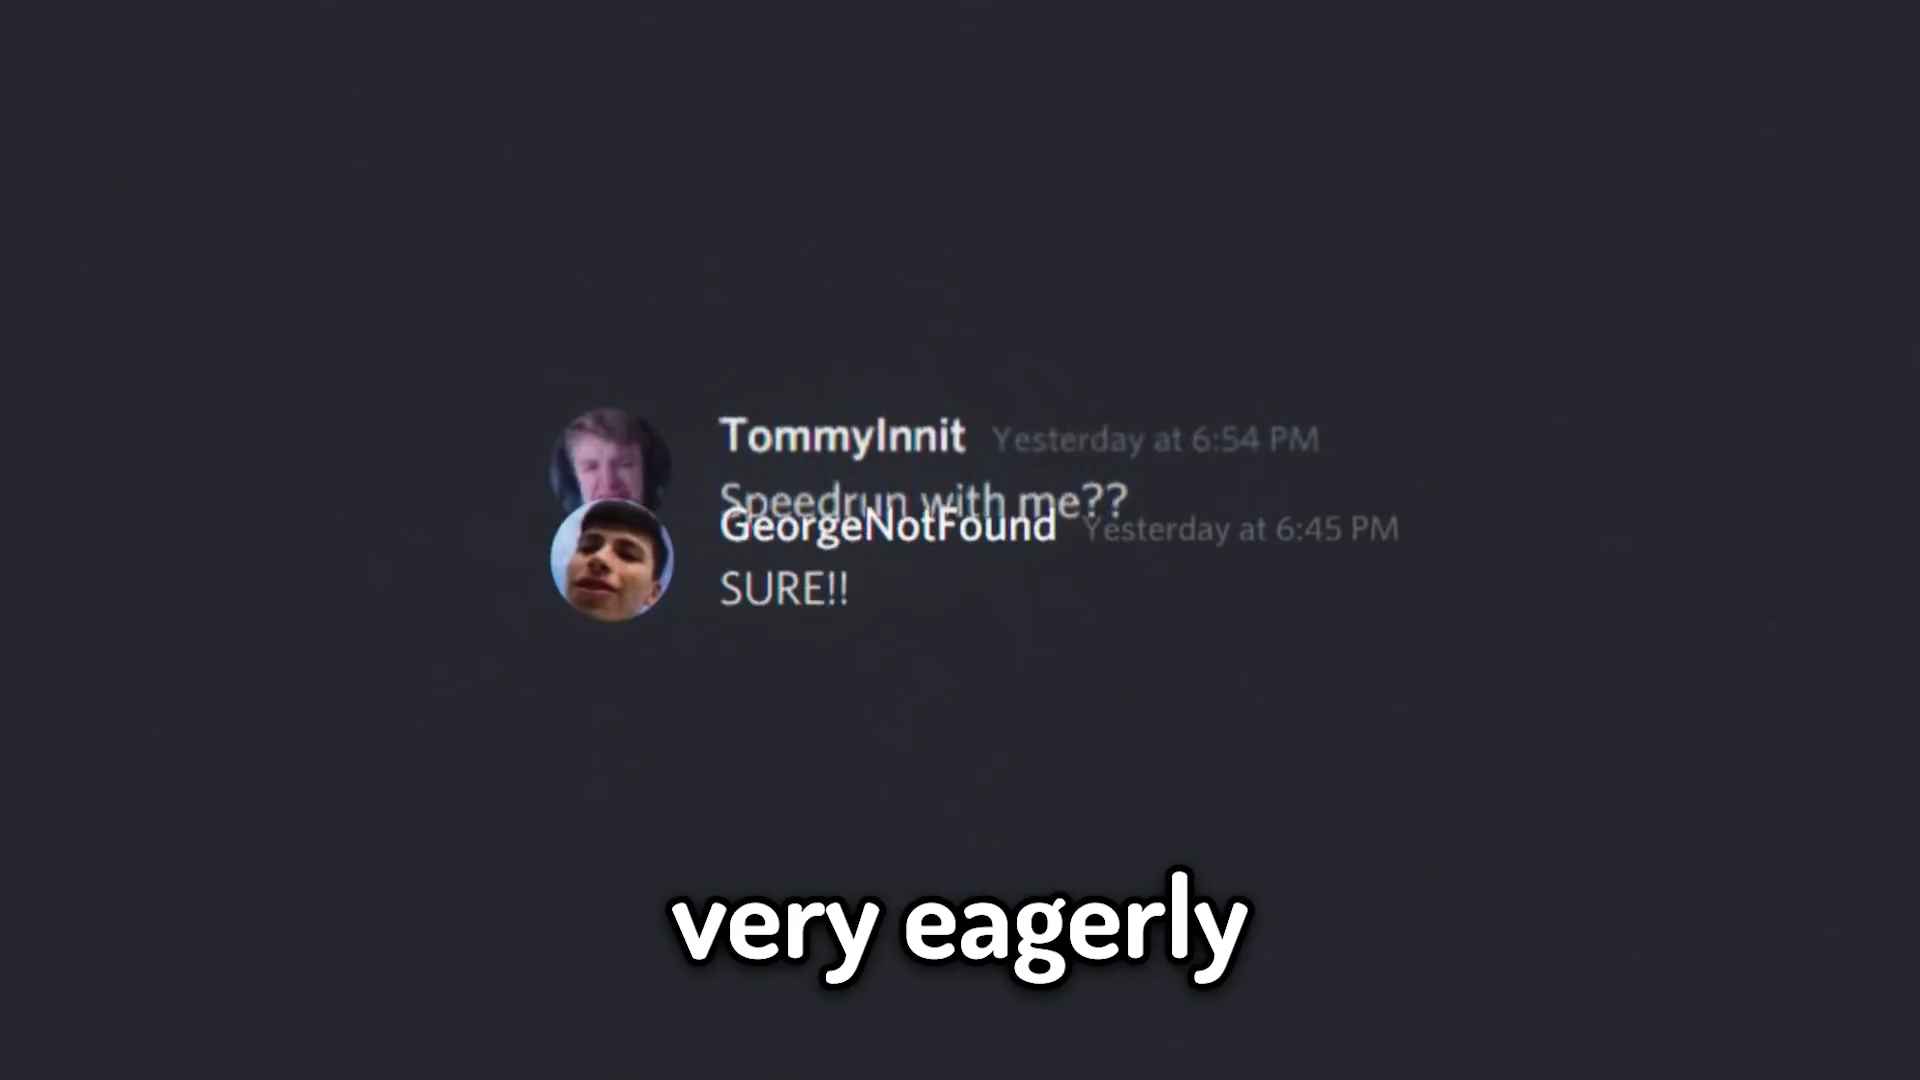 TommyInnit Yesterday at 6:54 PM
Speedrun with me??
GeorgeNotFound Yesterday at 6:45 PM
SURE!!
very eagerly